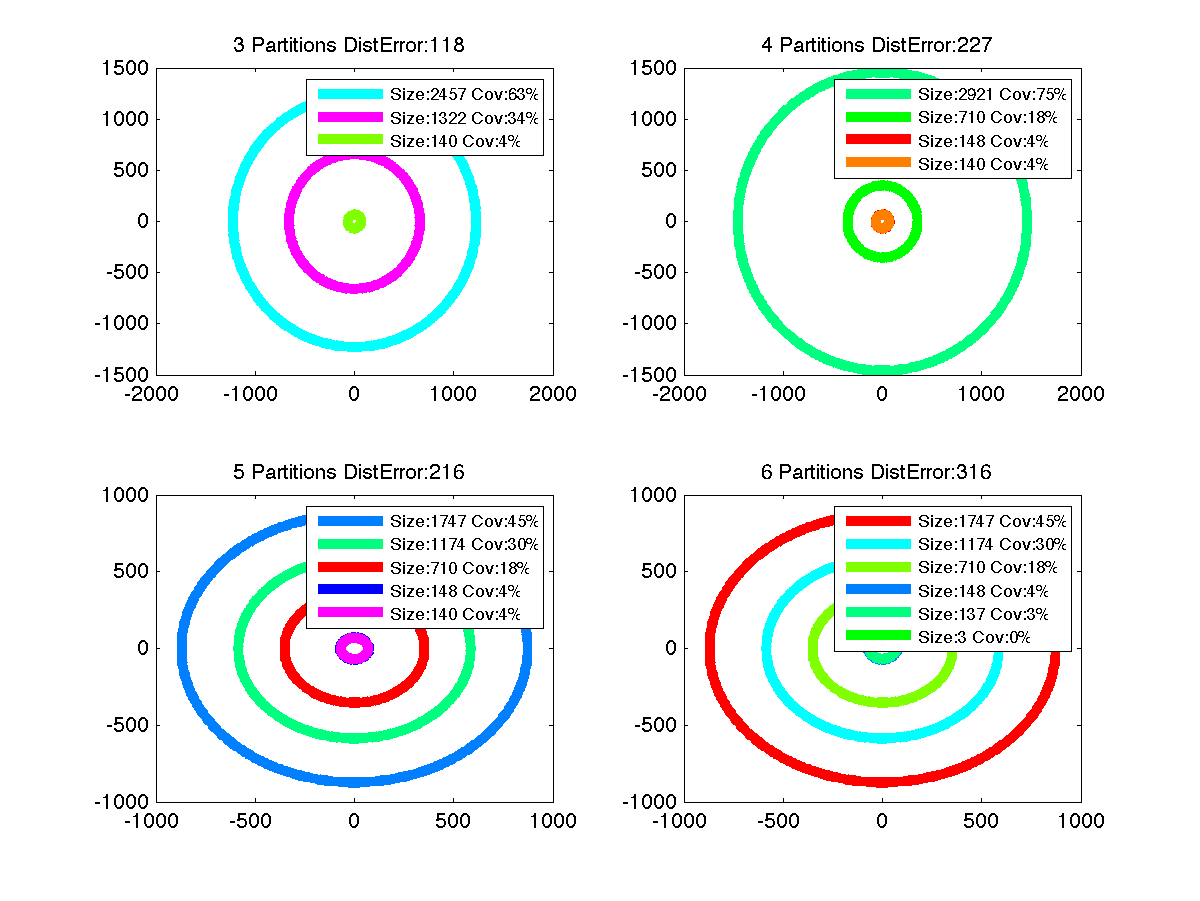 3 Partitions DistError:118
1500
1000
500
0
-500
-1000
-1500
-2000 -1000 0 1000 2000
Size:2457 Cov:63%
Size:1322 Cov:34%
Size:140 Cov:4%
4 Partitions DistError:227
1500
1000
500
0
-500
-1000
-1500
-2000 -1000 0 1000 2000
Size:2921 Cov:75%
Size:710 Cov:18%
Size:148 Cov:4%
Size:140 Cov:4%
5 Partitions DistError:216
1000
500
0
-500
-1000
-1000 -500 0 500 1000
Size:1747 Cov:45%
Size:1174 Cov:30%
Size:710 Cov:18%
Size:148 Cov:4%
Size:140 Cov:4%
6 Partitions DistError:316
1000
500
0
-500
-1000
-1000 -500 0 500 1000
Size:1747 Cov:45%
Size:1174 Cov:30%
Size:710 Cov:18%
Size:148 Cov:4%
Size:137 Cov:3%
Size:3 Cov:0%